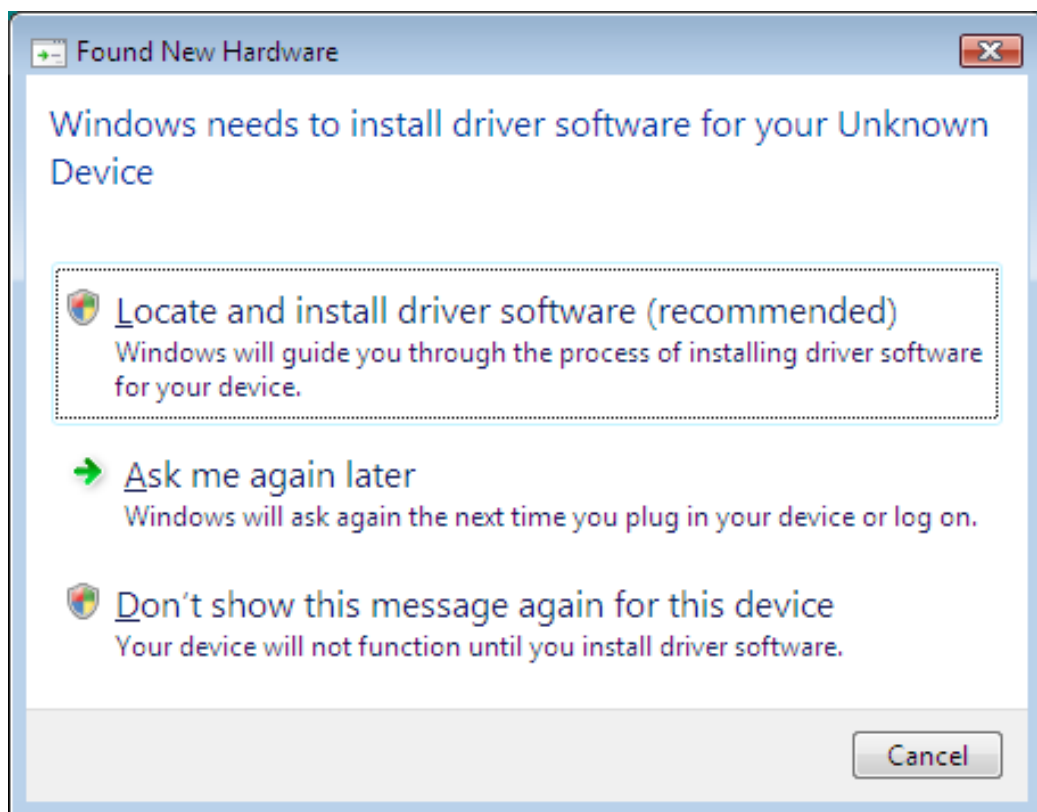 Found New Hardware
Windows needs to install driver software for your Unknown
Device
Locate and install driver software (recommended)
Windows will guide you through the process of installing driver software
for your device.
Ask me again later
Windows will ask again the next time you plug in your device or log on.
Don't show this message again for this device
Your device will not function until you install driver software.
Cancel